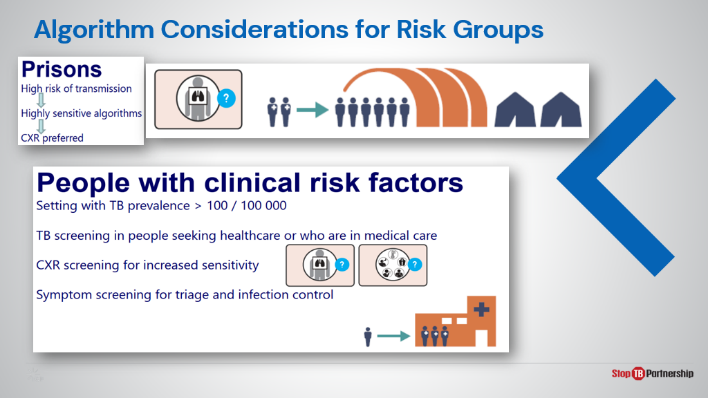 Algorithm Considerations for Risk Groups
Prisons
High risk of transmission
Highly sensitive algorithms
CXR preferred
?
People with clinical risk factors
Setting with TB prevalence > 100 / 100 000
TB screening in people seeking healthcare or who are in medical care
CXR screening for increased sensitivity
? ?
Symptom screening for triage and infection control
Stop TB Partnership